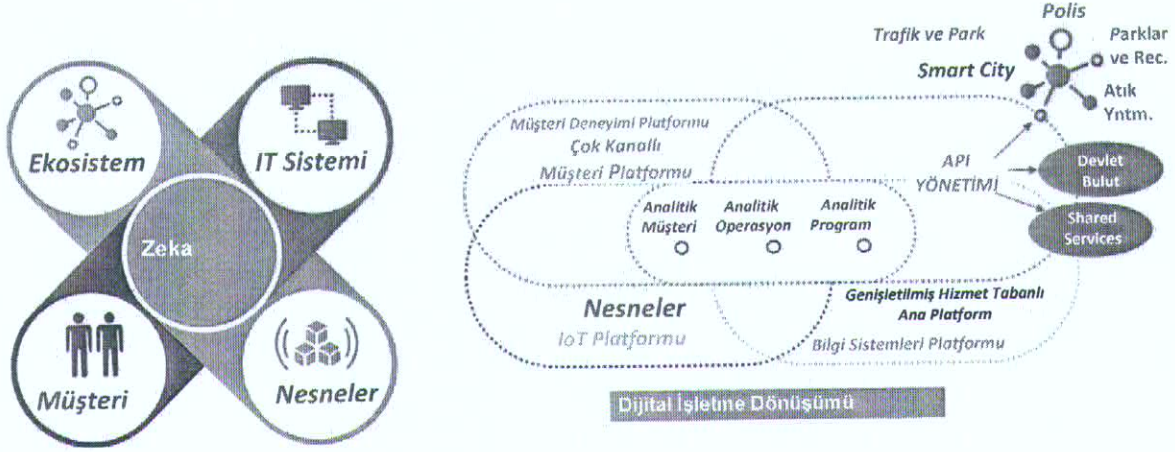 Ekosistem
IT Sistemi
Zeka
Müşteri
Nesneler
Polis
Trafik ve Park
Parklar
ve Rec.
Smart City
Atık
Yntm.
Müşteri Deneyimi Platformu
Çok Kanallı
Müşteri Platformu
API
YÖNETİMİ
Devlet
Bulut
Shared
Services
Analitik
Müşteri
Analitik
Operasyon
Analitik
Program
Nesneler
IoT Platformu
Genişletilmiş Hizmet Tabanlı
Ana Platform
Bilgi Sistemleri Platformu
Dijital İşletme Dönüşümü